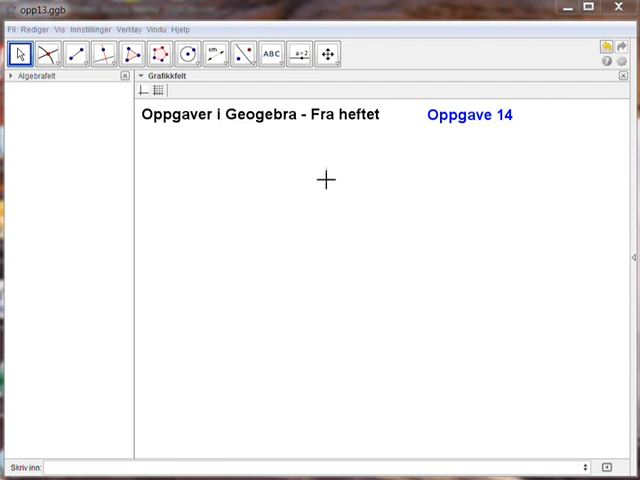 opp13.ggb
Fil Rediger Vis Innstillinger Verktøy Vindu Hjelp
cm
ABC
a=2
Algebrafelt
Grafikkfelt
Oppgaver i Geogebra - Fra heftet Oppgave 14
Skriv inn: